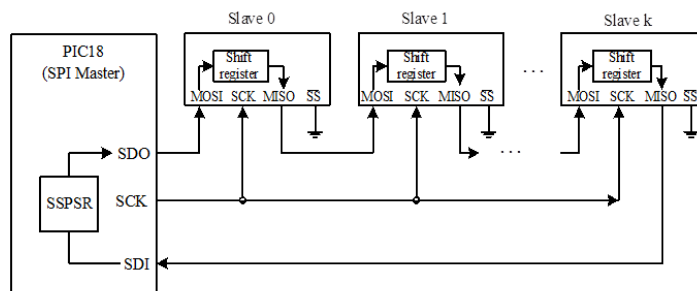 Slave 0
Slave 1
Slave k
PIC18
(SPI Master)
Shift
register
Shift
register
Shift
register
. . .
MOSI SCK MISO SS
MOSI SCK MISO SS
MOSI SCK MISO SS
SDO
. . .
SSPSR
SCK
SDI